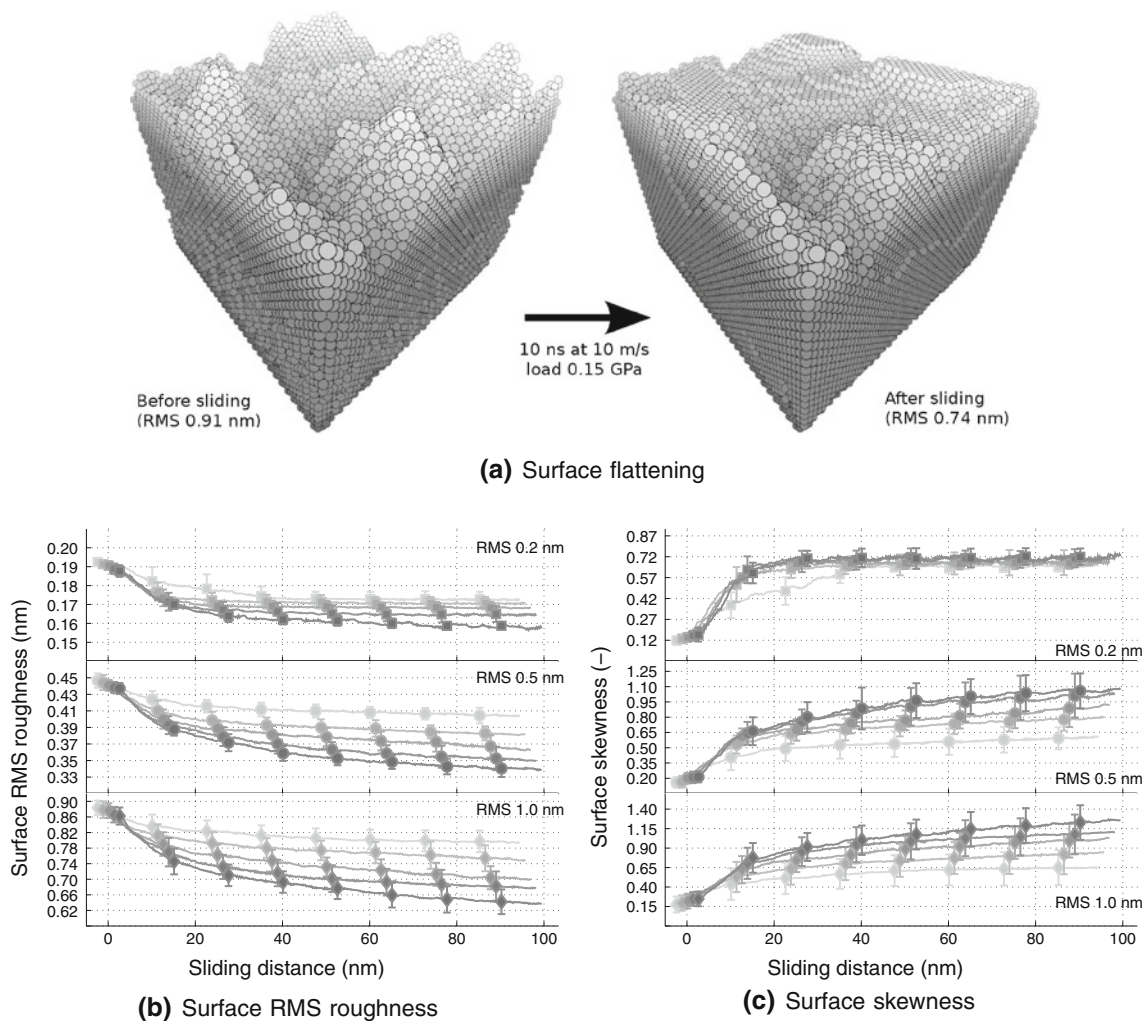 10 ns at 10 m/s
load 0.15 GPa
Before sliding
(RMS 0.91 nm)
After sliding
(RMS 0.74 nm)
(a) Surface flattening
Surface RMS roughness (nm)
0.20
0.19
0.17
0.16
0.14
RMS 0.2 nm
0.45
0.43
0.41
0.39
0.37
0.35
0.33
RMS 0.5 nm
0.90
0.86
0.82
0.78
0.74
0.70
0.66
0.62
RMS 1.0 nm
0 20 40 60 80 100
Sliding distance (nm)
(b) Surface RMS roughness
Surface skewness (−)
0.87
0.72
0.57
0.42
0.27
0.12
RMS 0.2 nm
1.25
1.10
0.95
0.80
0.65
0.50
0.35
0.20
RMS 0.5 nm
1.40
1.15
0.90
0.65
0.40
0.15
RMS 1.0 nm
0 20 40 60 80 100
Sliding distance (nm)
(c) Surface skewness